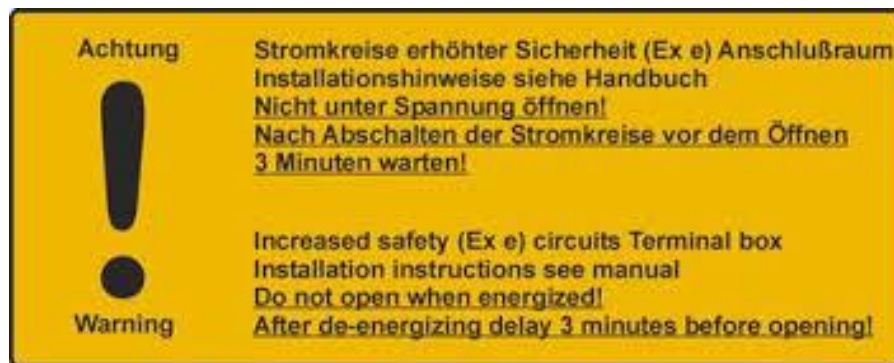 Achtung
Stromkreise erhöhter Sicherheit (Ex e) Anschlußraum
Installationshinweise siehe Handbuch
Nicht unter Spannung öffnen!
Nach Abschalten der Stromkreise vor dem Öffnen
3 Minuten warten!
Increased safety (Ex e) circuits Terminal box
Installation instructions see manual
Do not open when energized!
After de-energizing delay 3 minutes before opening!
Warning